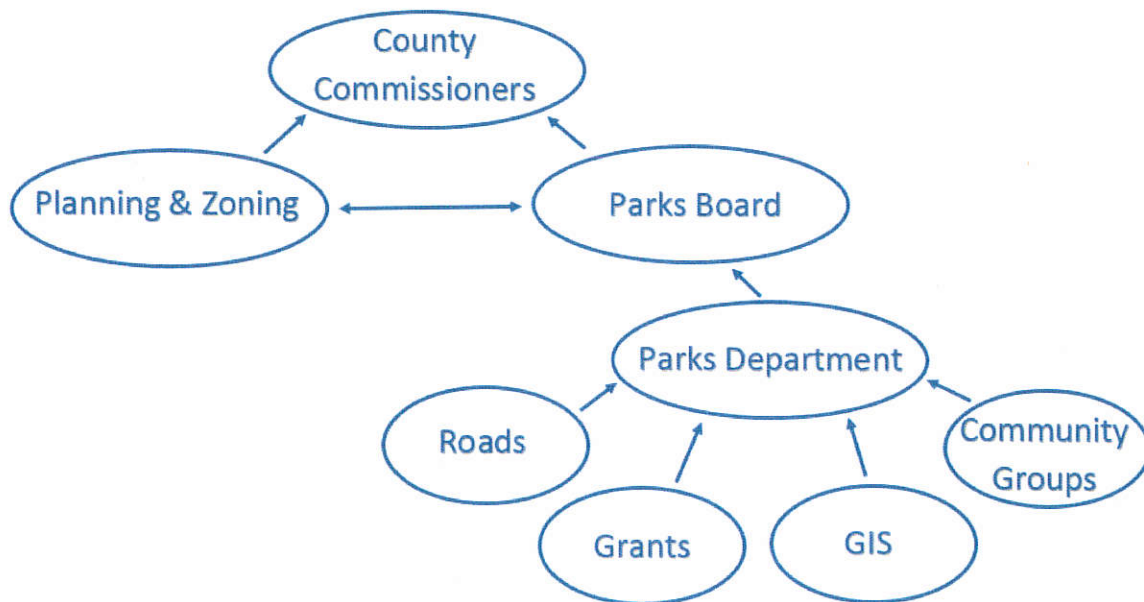 County
Commissioners
Planning & Zoning
Parks Board
Parks Department
Roads
Community
Groups
Grants
GIS